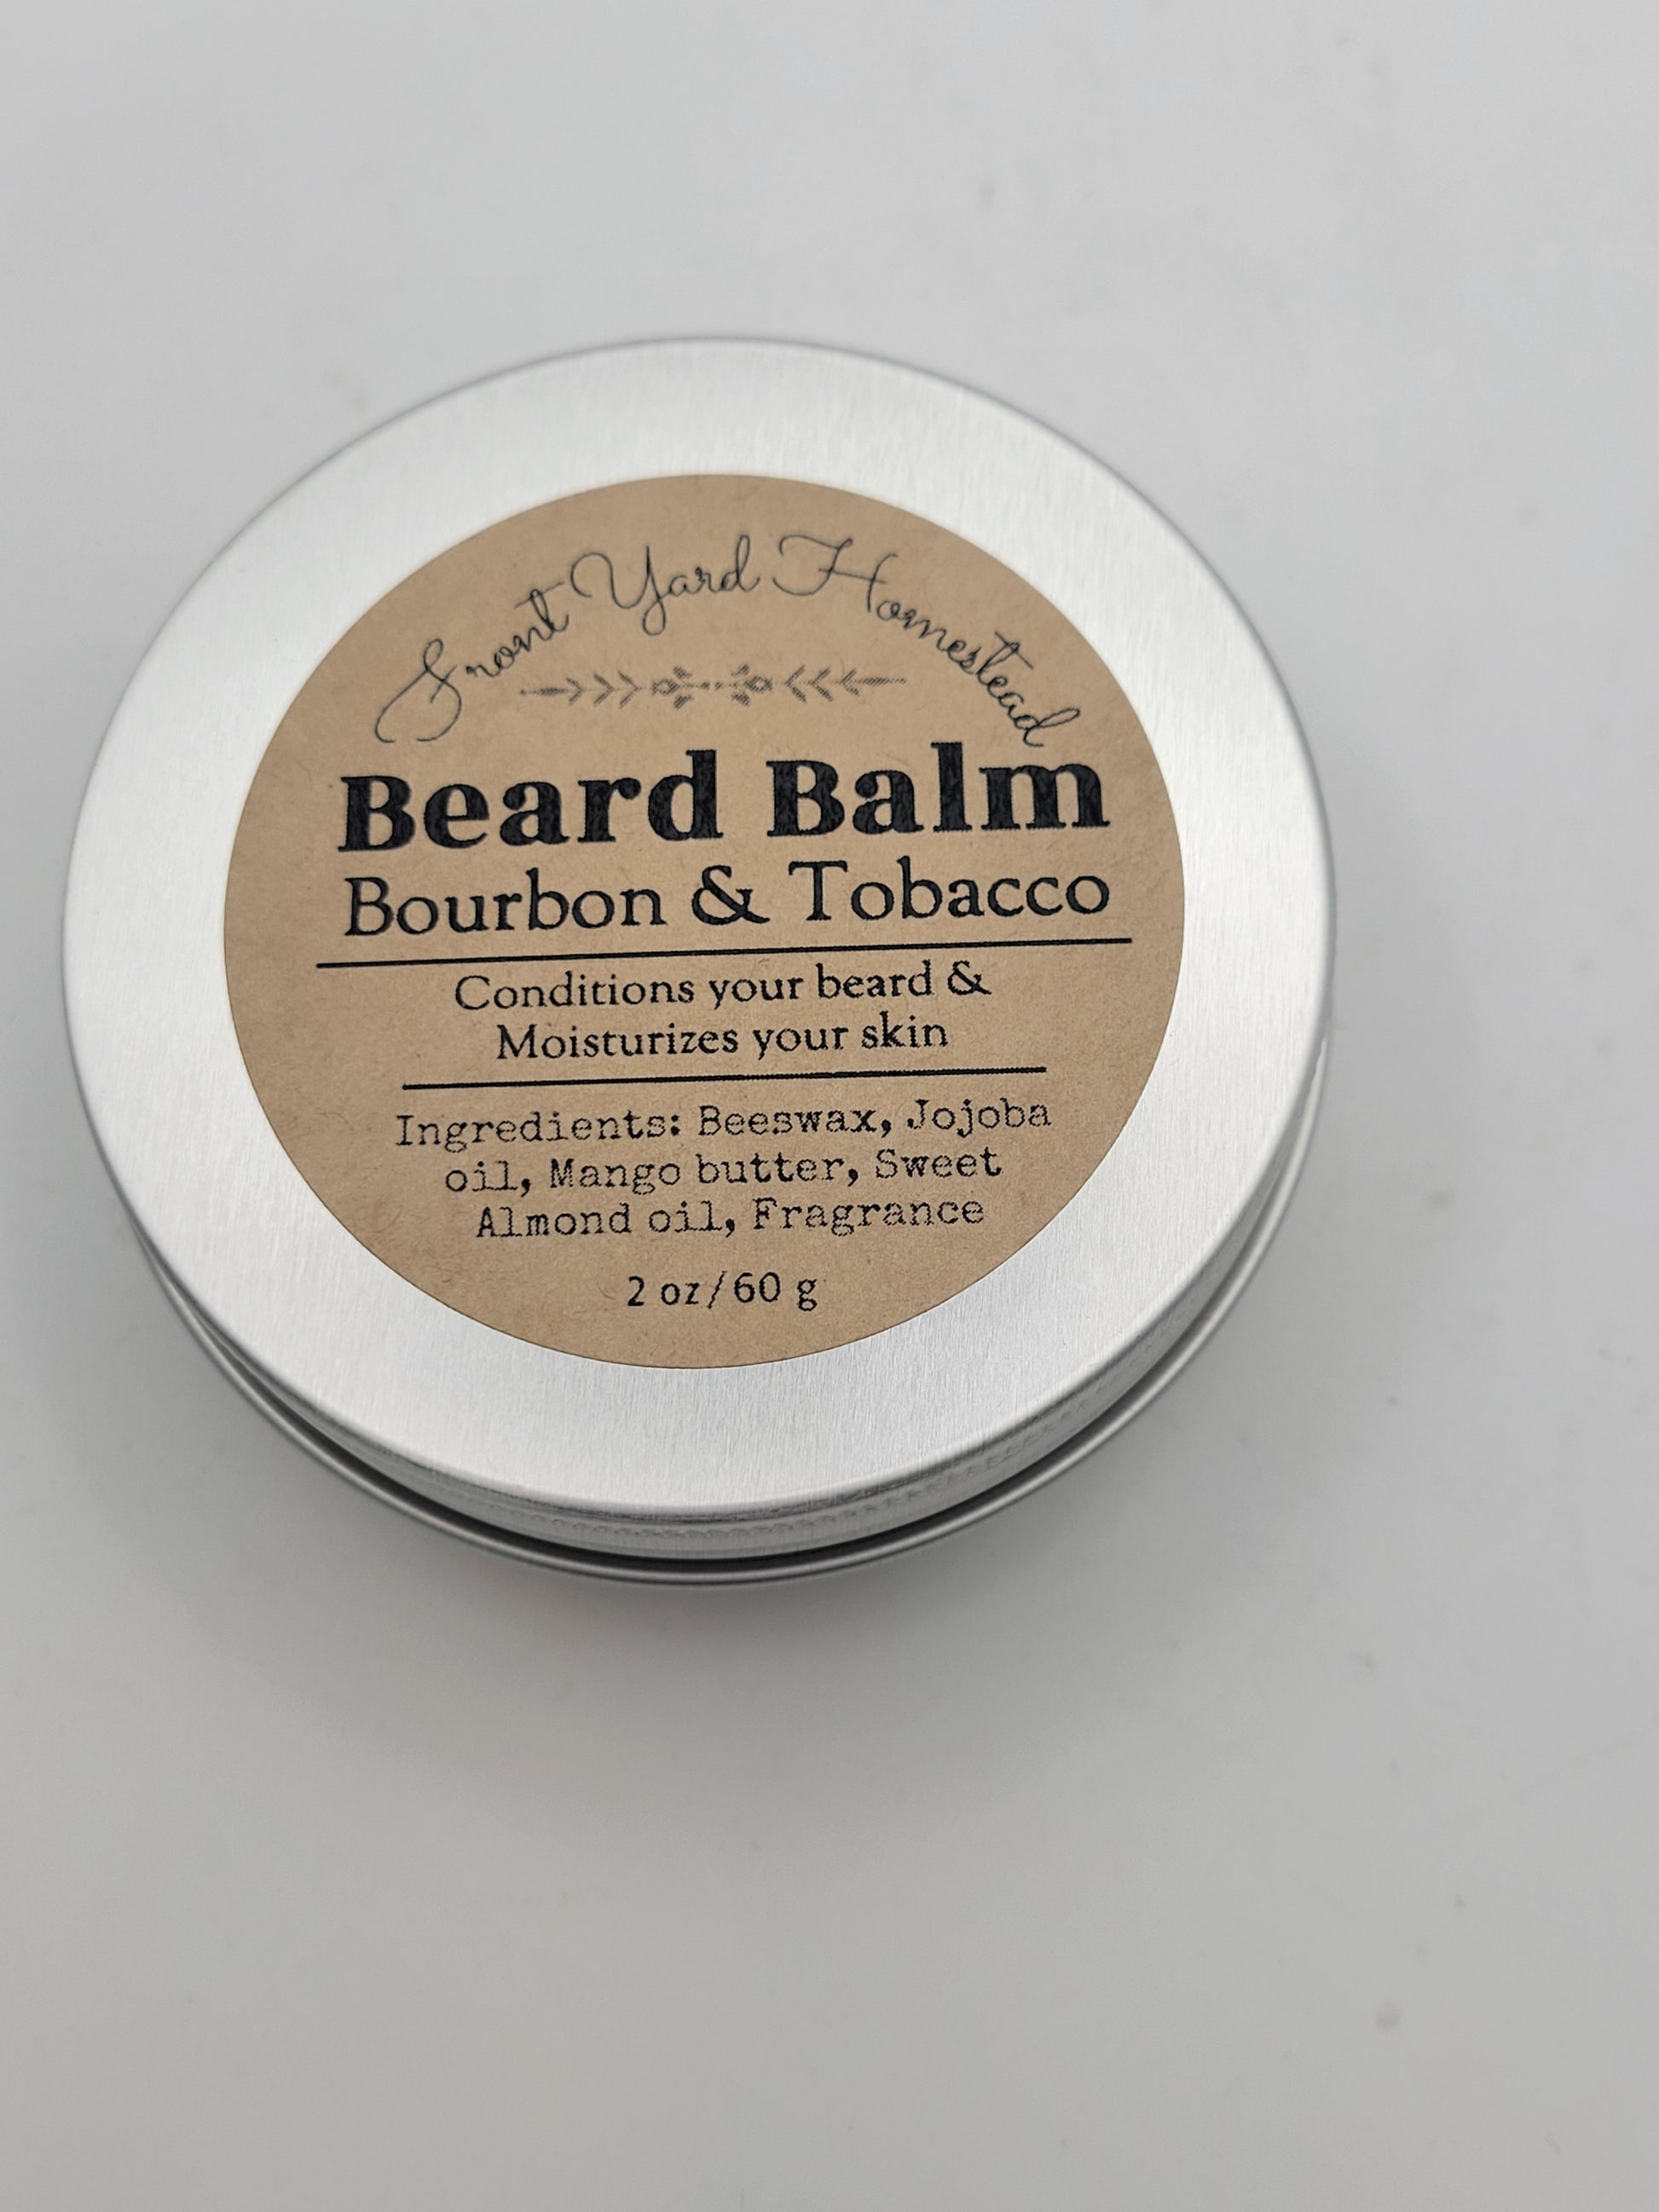 Front Yard Homestead
Beard Balm
Bourbon & Tobacco
Conditions your beard &
Moisturizes your skin
Ingredients: Beeswax, Jojoba
oil, Mango butter, Sweet
Almond oil, Fragrance
2 oz/60 g